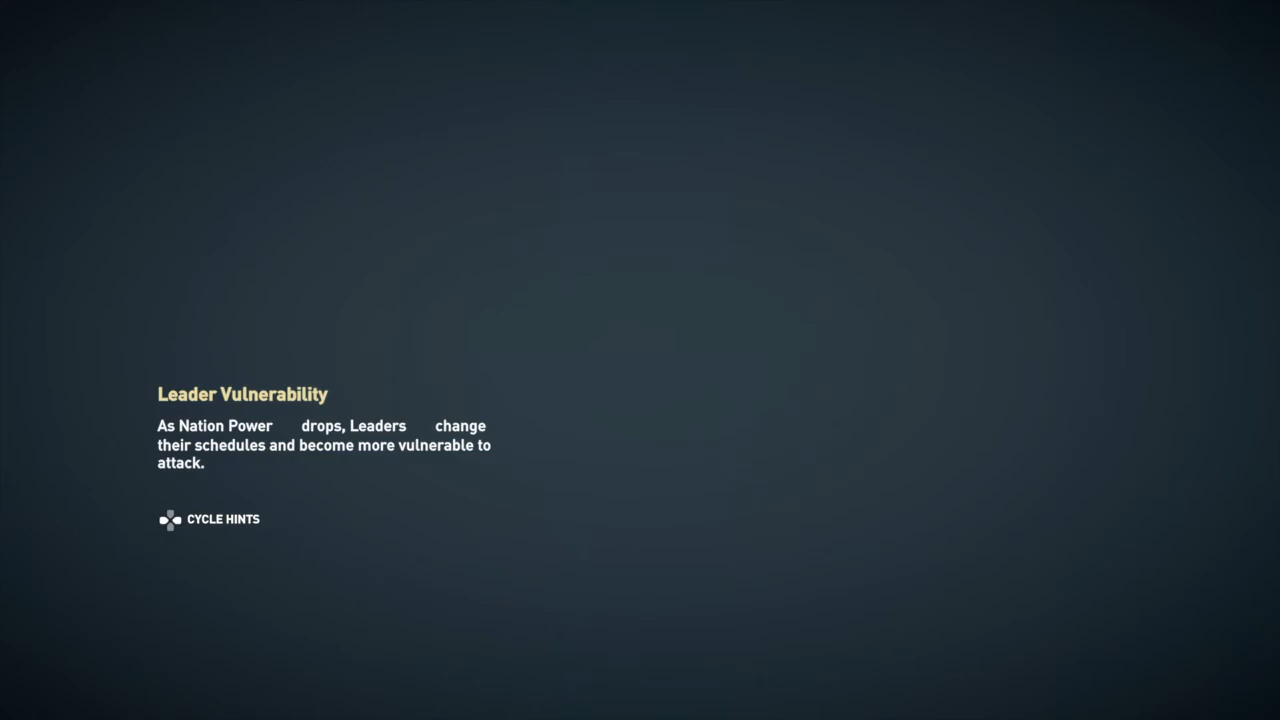 Leader Vulnerability
As Nation Power drops, Leaders change
their schedules and become more vulnerable to
attack.
CYCLE HINTS